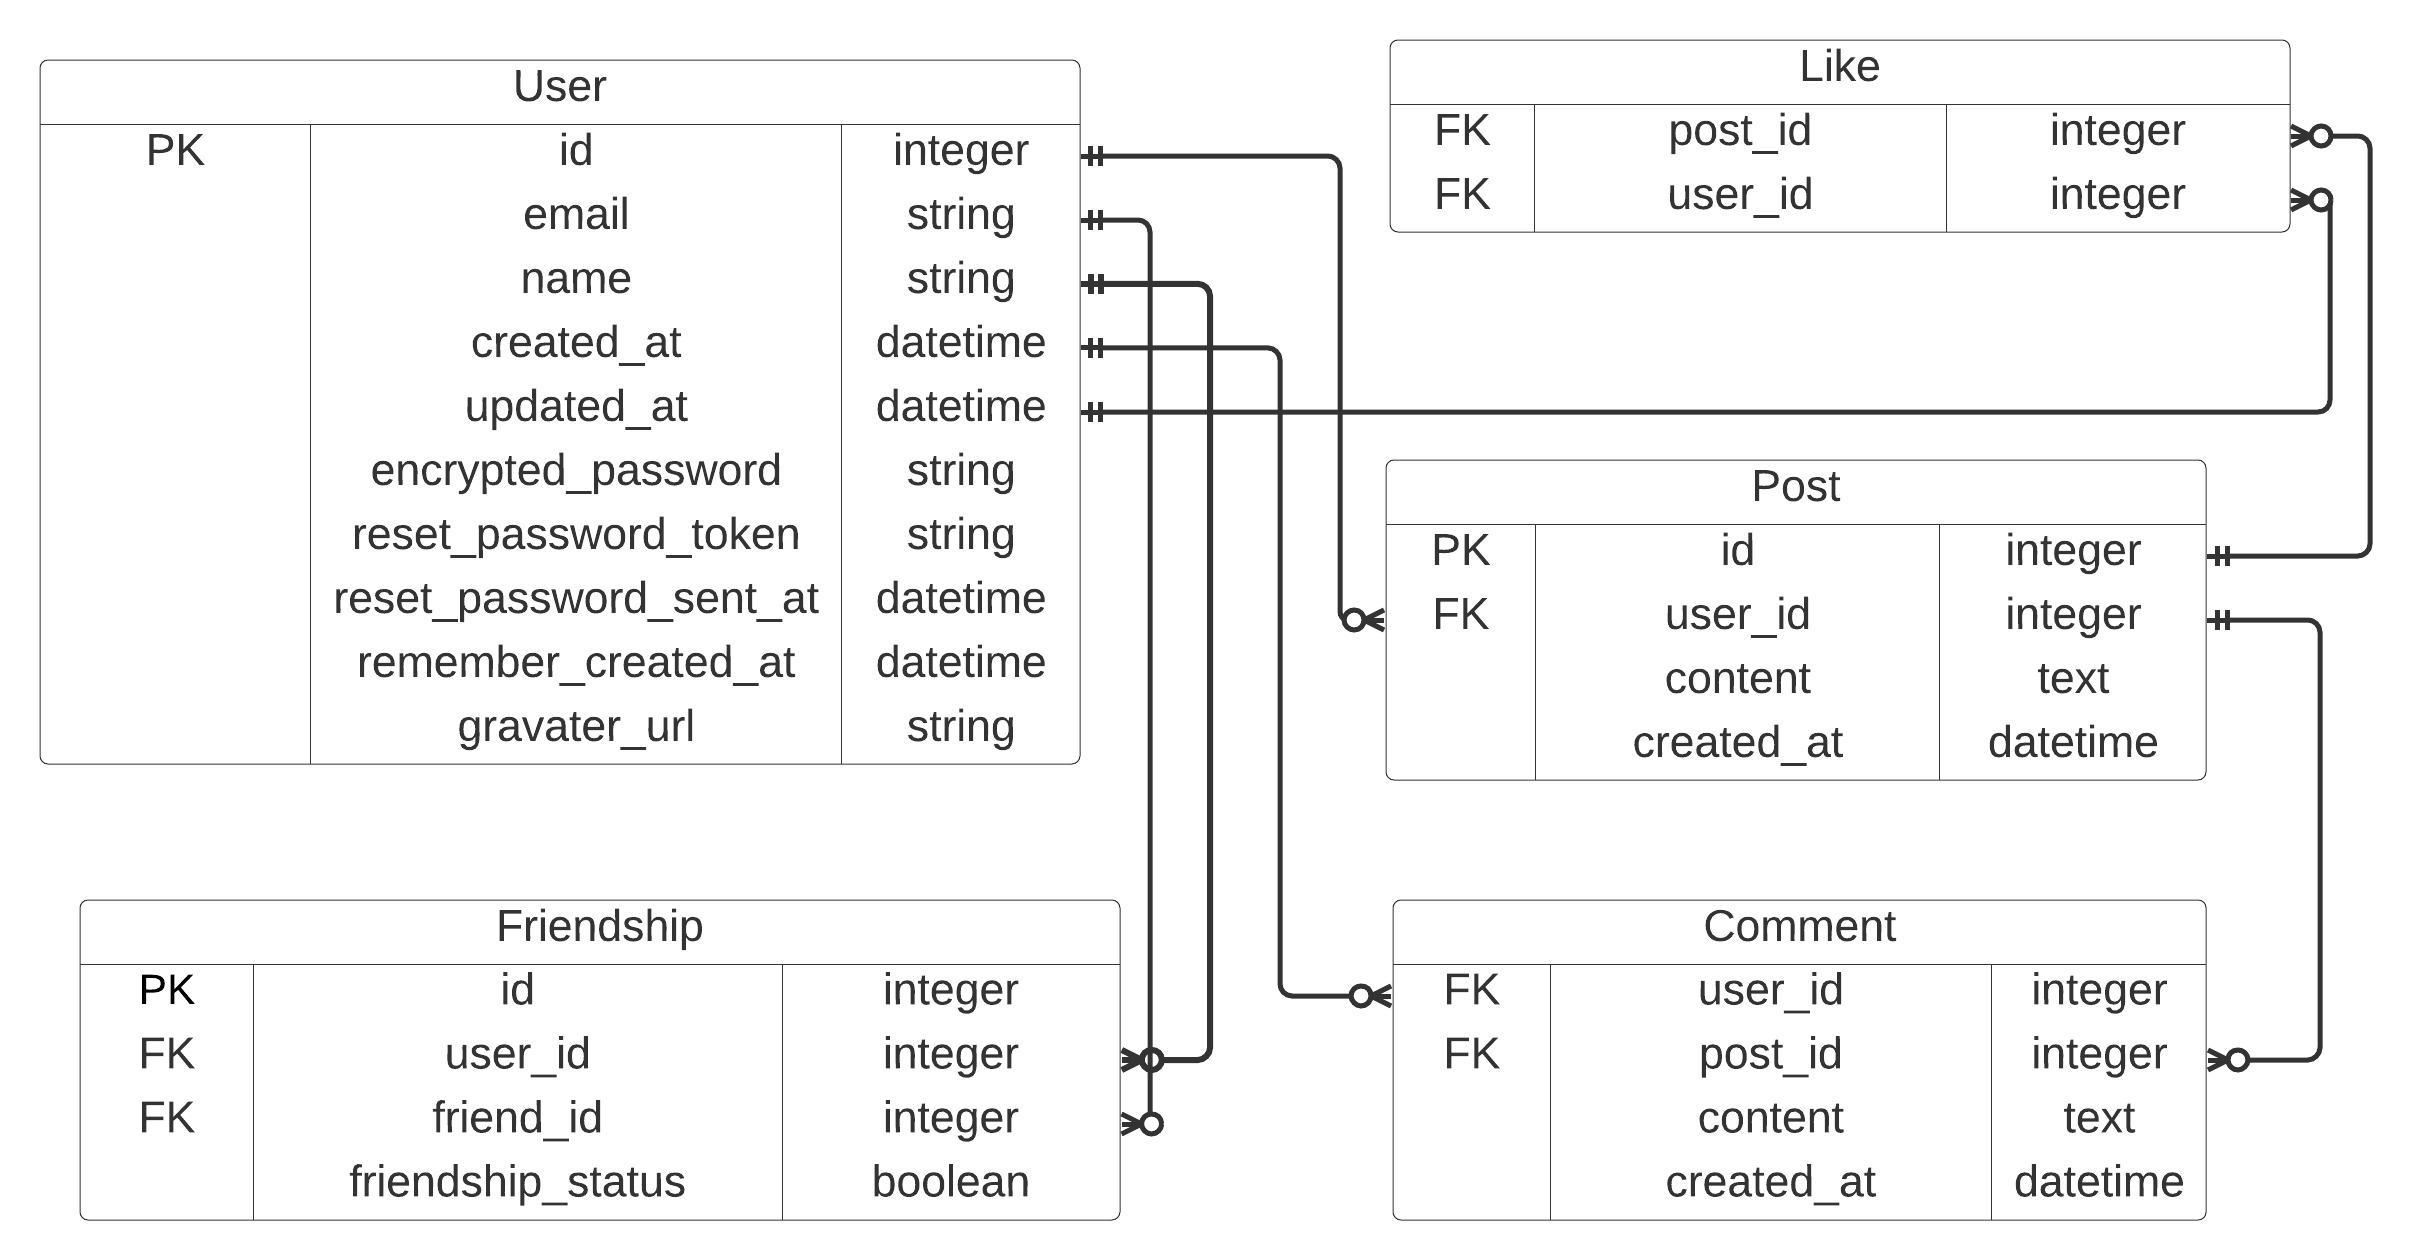 User
PK id integer
email string
name string
created_at datetime
updated_at datetime
encrypted_password string
reset_password_token string
reset_password_sent_at datetime
remember_created_at datetime
gravater_url string
Like
FK post_id integer
FK user_id integer
Post
PK id integer
FK user_id integer
content text
created_at datetime
Friendship
PK id integer
FK user_id integer
FK friend_id integer
friendship_status boolean
Comment
FK user_id integer
FK post_id integer
content text
created_at datetime